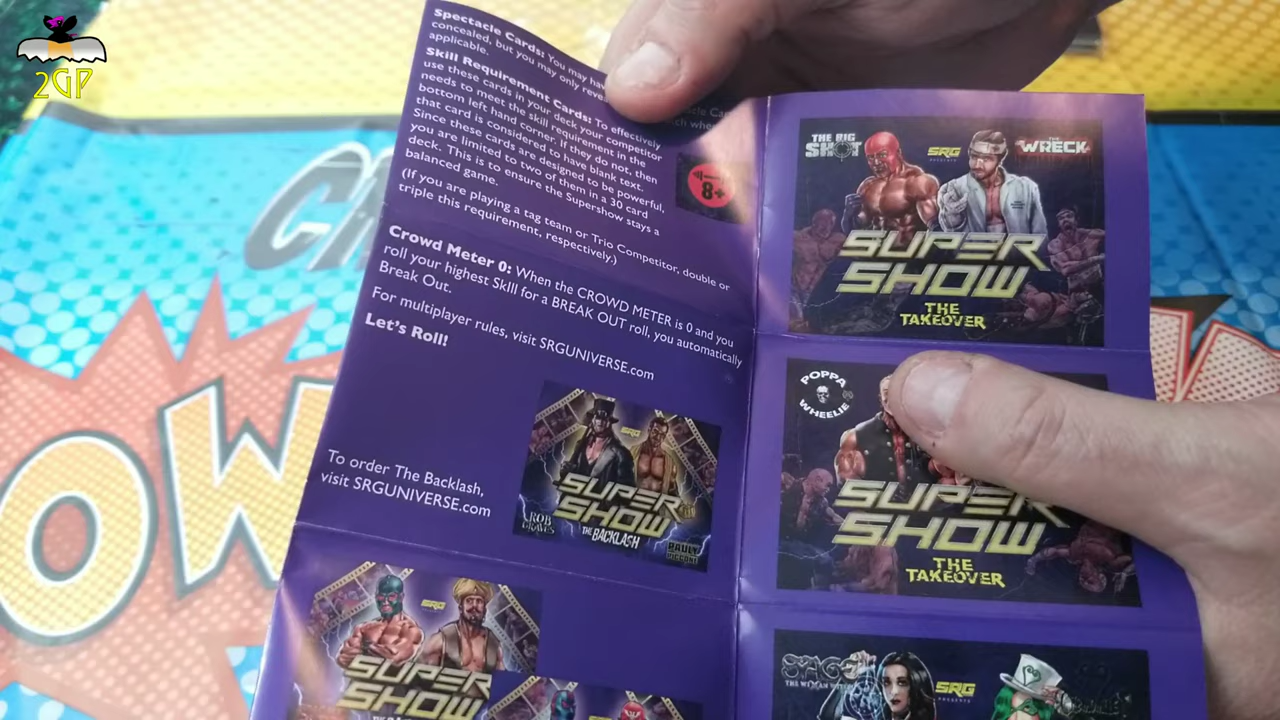 2GP
Spectacle Cards: You may
concealed, but you may only
applicable.
Skill Requirement Cards: To effectively
use these cards in your deck your competitor
needs to meet the skill requirement in the
bottom left hand corner. If they do not, then
that card is considered to have blank text.
Since these cards are designed to be powerful,
you are limited to two of them in a 30 card
deck. This is to ensure the Supershow stays a
balanced game.
(If you are playing a tag team or Trio Competitor, double or
triple this requirement, respectively.)
8+
Crowd Meter 0: When the CROWD METER is 0 and you
roll your highest Skill for a BREAK OUT roll, you automatically
Break Out.
For multiplayer rules, visit SRGUNIVERSE.com
Let's Roll!
To order The Backlash,
visit SRGUNIVERSE.com
SRG
SUPER
SHOW
THE BACKLASH
ROB
GRAVES
PAULY
SRG
SUPER
SHOW
THE BIG
SHOT
SRG
PRESENTS
THE
WRECK
SUPER
SHOW
THE
TAKEOVER
POPPA
WHEELIE
SUPER
SHOW
THE
TAKEOVER
SAGE
SRG
PRESENTS
OW